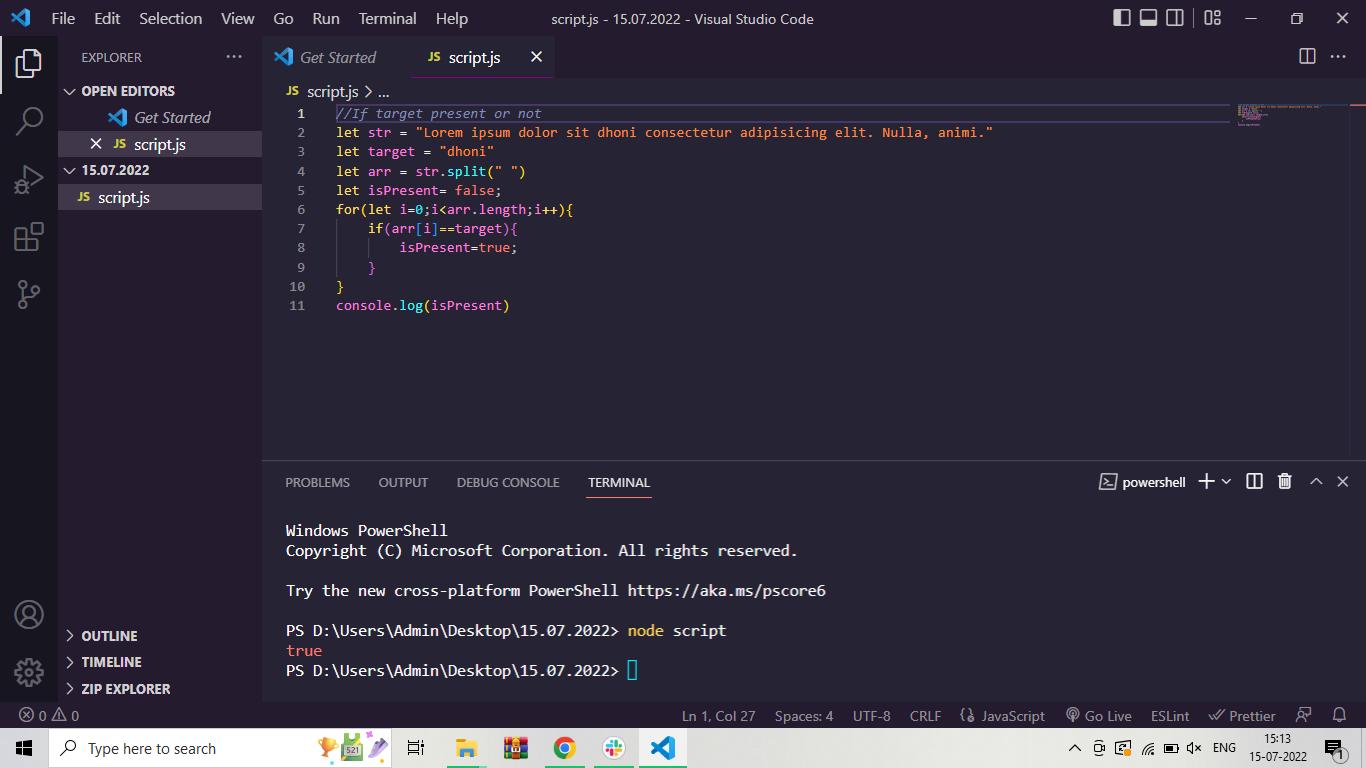 File Edit Selection View Go Run Terminal Help script.js - 15.07.2022 - Visual Studio Code
EXPLORER ...
OPEN EDITORS
Get Started
JS script.js
15.07.2022
JS script.js
OUTLINE
TIMELINE
ZIP EXPLORER
Get Started JS script.js
JS script.js > ...
1 //If target present or not
2 let str = "Lorem ipsum dolor sit dhoni consectetur adipisicing elit. Nulla, animi."
3 let target = "dhoni"
4 let arr = str.split(" ")
5 let isPresent= false;
6 for(let i=0;i<arr.length;i++){
7 if(arr[i]==target){
8 isPresent=true;
9 }
10 }
11 console.log(isPresent)
PROBLEMS OUTPUT DEBUG CONSOLE TERMINAL powershell
Windows PowerShell
Copyright (C) Microsoft Corporation. All rights reserved.
Try the new cross-platform PowerShell https://aka.ms/pscore6
PS D:\Users\Admin\Desktop\15.07.2022> node script
true
PS D:\Users\Admin\Desktop\15.07.2022>
0 0 Ln 1, Col 27 Spaces: 4 UTF-8 CRLF JavaScript Go Live ESLint Prettier
Type here to search 521 ENG 15:13
15-07-2022 1